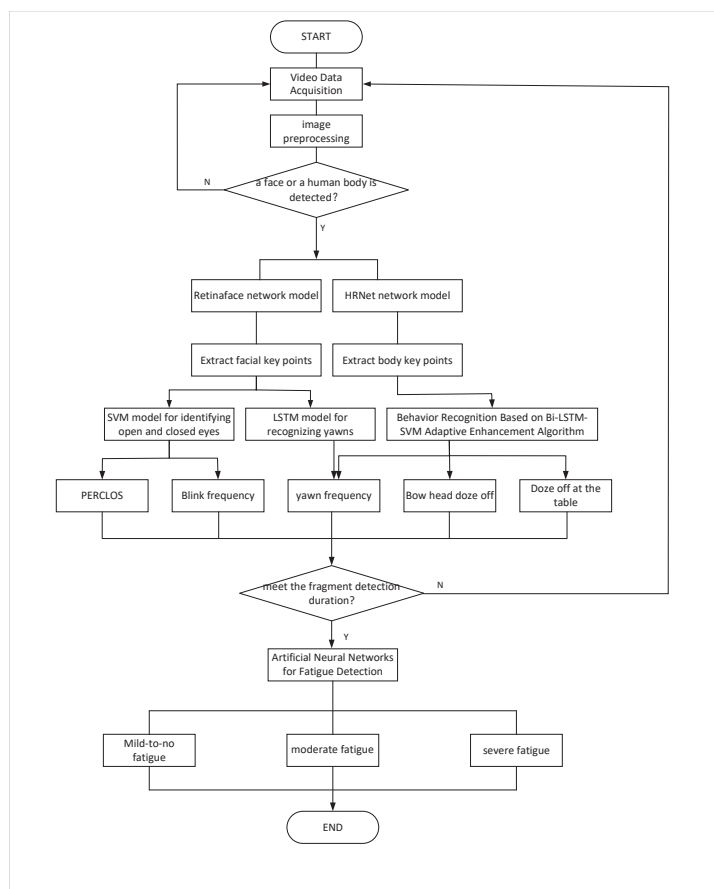 START
Video Data
Acquisition
image
preprocessing
N
a face or a human body is
detected？
Y
Retinaface network model
HRNet network model
Extract facial key points
Extract body key points
SVM model for identifying
open and closed eyes
LSTM model for
recognizing yawns
Behavior Recognition Based on Bi-LSTM-
SVM Adaptive Enhancement Algorithm
PERCLOS
Blink frequency
yawn frequency
Bow head doze off
Doze off at the
table
meet the fragment detection
duration?
N
Y
Artificial Neural Networks
for Fatigue Detection
Mild-to-no
fatigue
moderate fatigue
severe fatigue
END